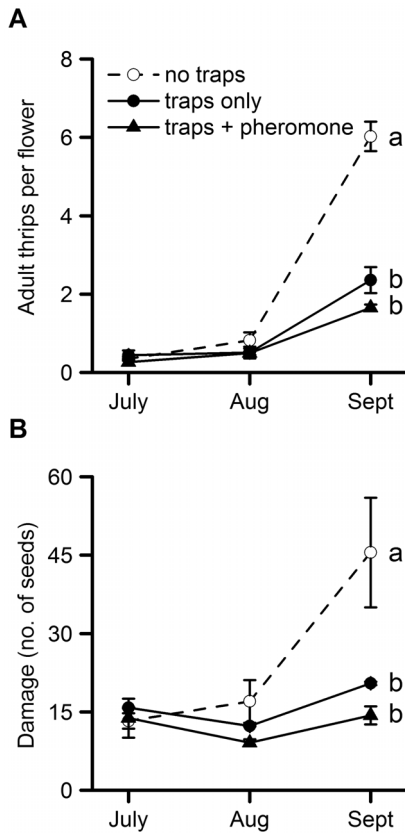 A
8
no traps
traps only
traps + pheromone
6
a
4
Adult thrips per flower
b
2
b
0
July Aug Sept
B
60
a
45
Damage (no. of seeds)
30
b
15
b
0
July Aug Sept